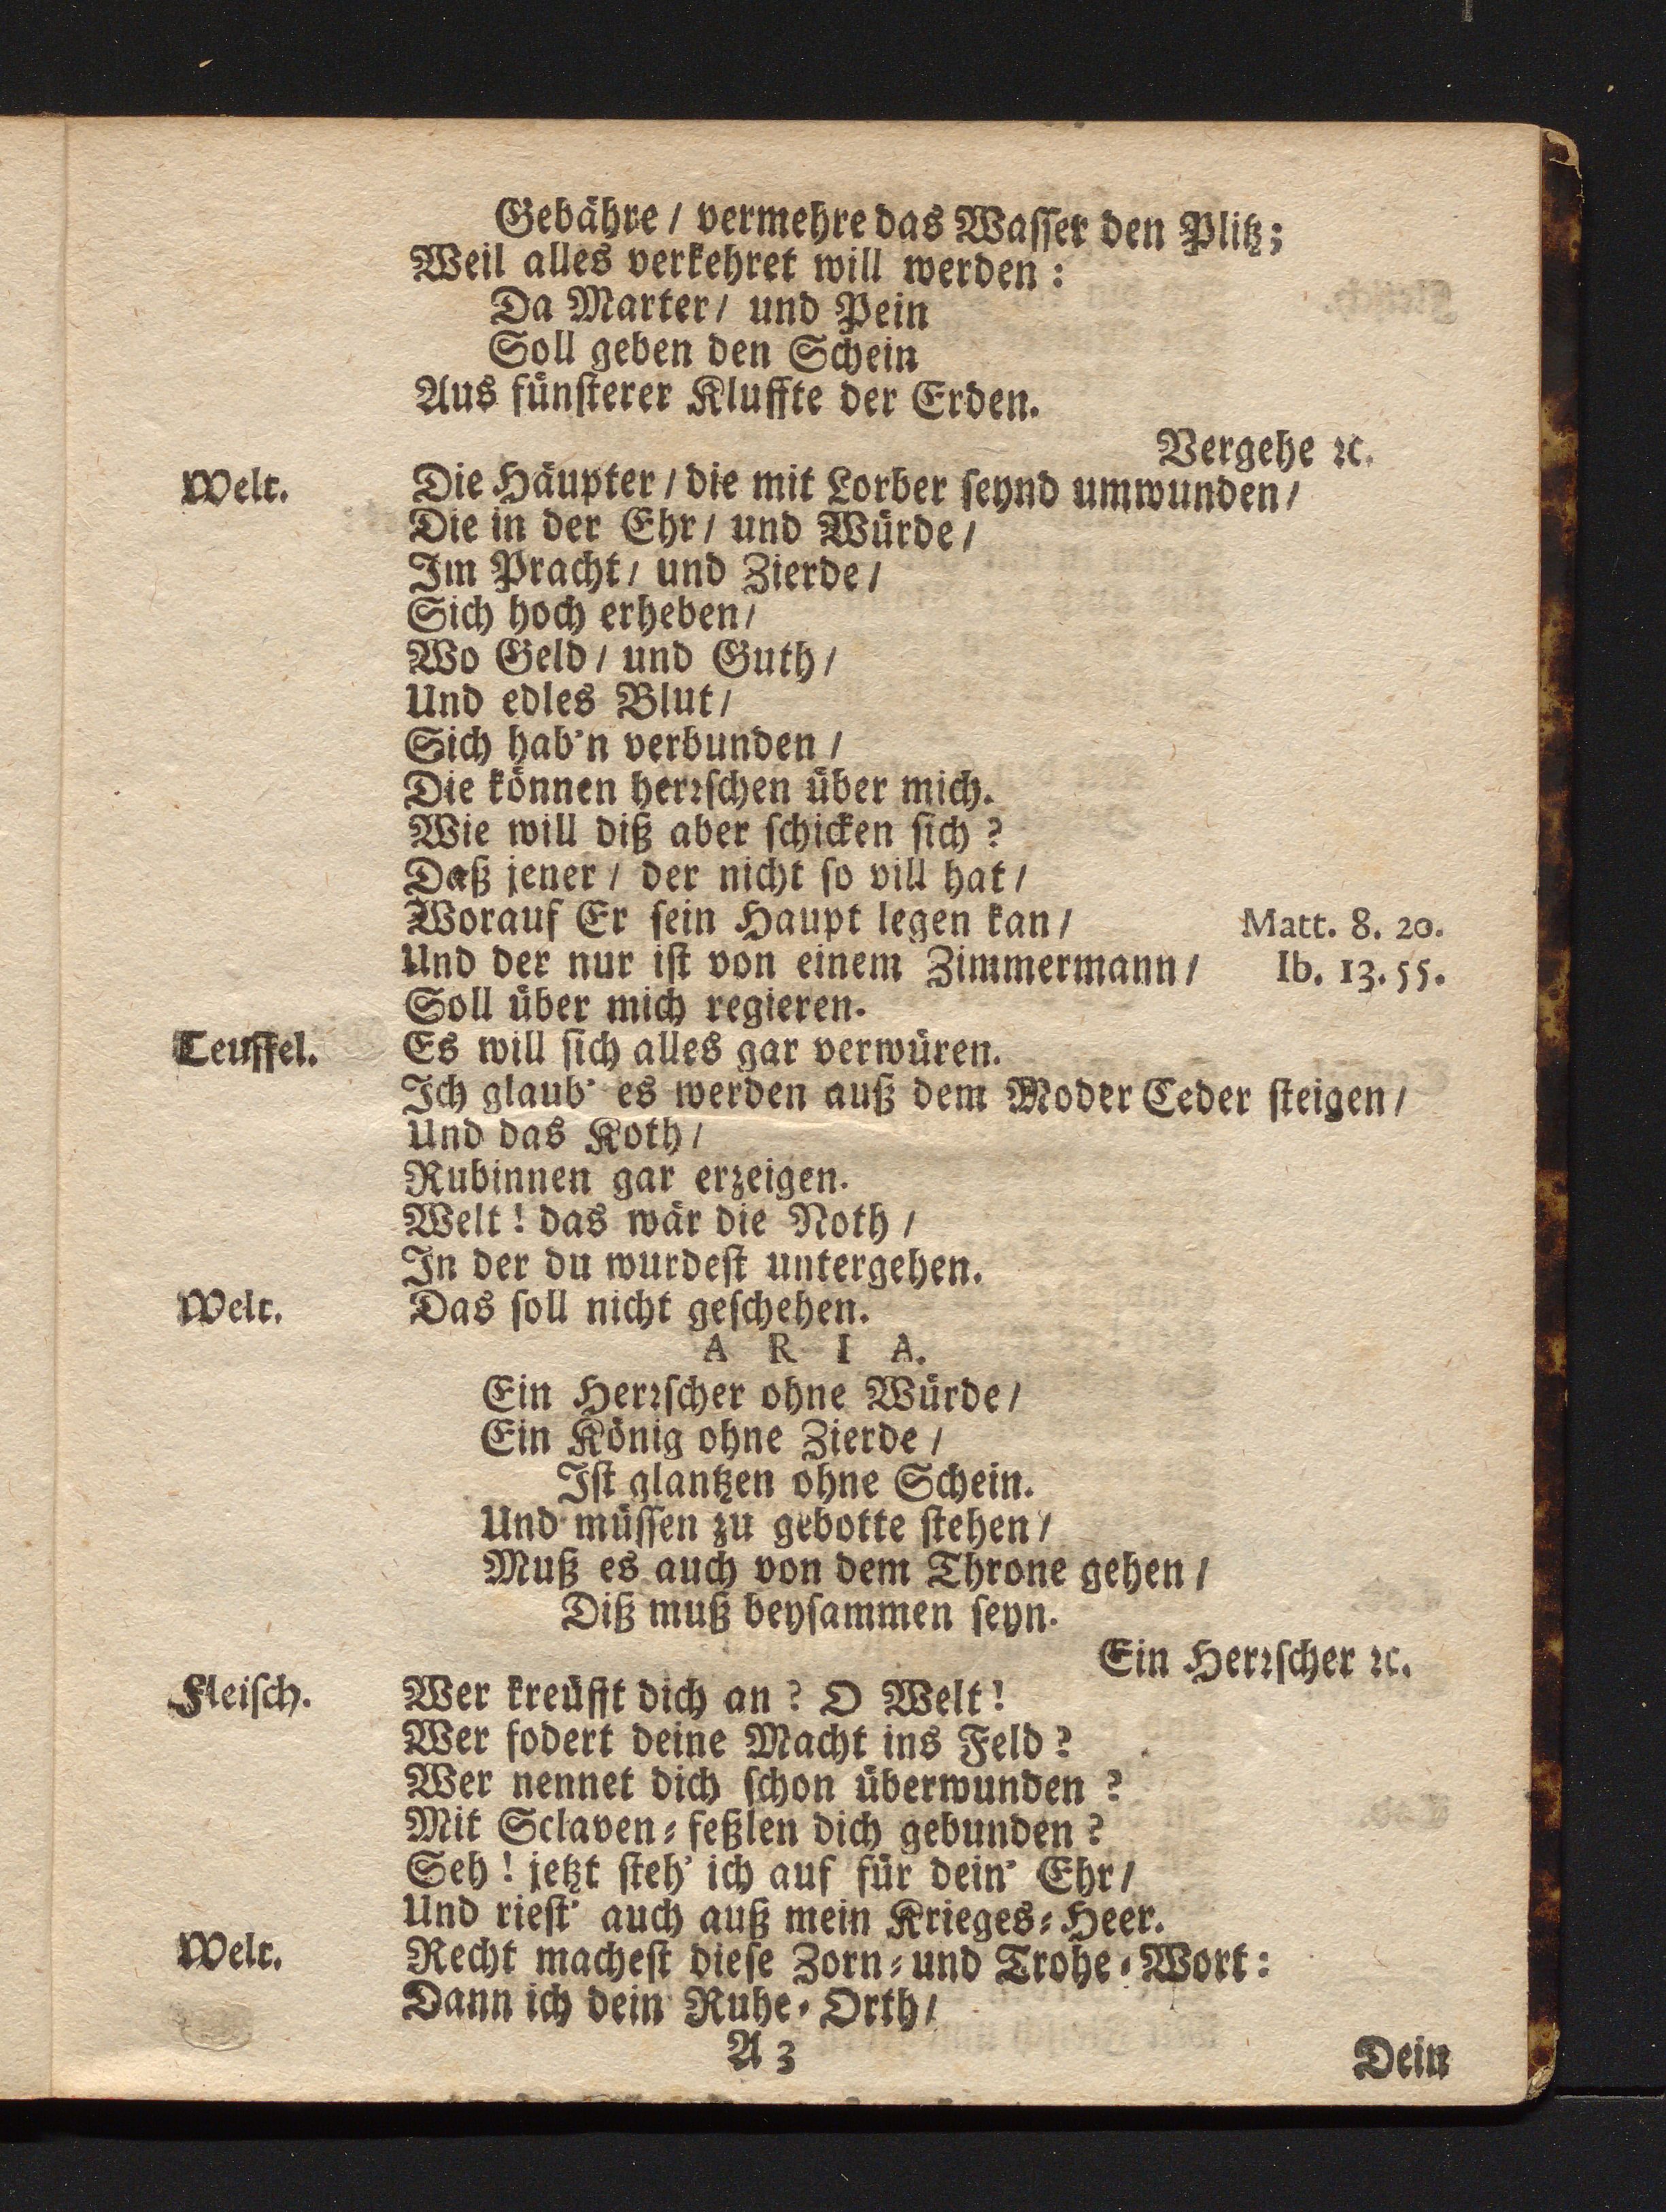 Gebähre / vermehre das Wasser den Plitz;
Weil alles verkehret will werden:
Da Marter / und Pein
Soll geben den Schein
Aus fünsterer Kluffte der Erden.
Vergehe ꝛc.
Welt. Die Häupter / die mit Lorber seynd umwunden /
Die in der Ehr / und Würde /
Im Pracht / und Zierde /
Sich hoch erheben /
Wo Geld / und Guth /
Und edles Blut /
Sich hab'n verbunden /
Die können herꝛschen über mich.
Wie will diß aber schicken sich?
Daß jener / der nicht so vill hat /
Worauf Er sein Haupt legen kan / Matt. 8. 20.
Und der nur ist von einem Zimmermann / Ib. 13. 55.
Soll über mich regieren.
Teuffel. Es will sich alles gar verwüren.
Ich glaub' es werden auß dem Moder Ceder steigen /
Und das Koth /
Rubinnen gar erzeigen.
Welt! das wär die Noth /
In der du wurdest untergehen.
Welt. Das soll nicht geschehen.
A R I A.
Ein Herꝛscher ohne Würde /
Ein König ohne Zierde /
Ist glantzen ohne Schein.
Und müssen zu gebotte stehen /
Muß es auch von dem Throne gehen /
Diß muß beysammen seyn.
Ein Herꝛscher ꝛc.
Fleisch. Wer kreüfft dich an? O Welt!
Wer fodert deine Macht ins Feld?
Wer nennet dich schon überwunden?
Mit Sclaven-feßlen dich gebunden?
Seh! jetzt steh' ich auf für dein' Ehr /
Und riest' auch auß mein Krieges-Heer.
Welt. Recht machest diese Zorn-und Trohe-Wort:
Dann ich dein Ruhe-Orth /
A 3
Dein